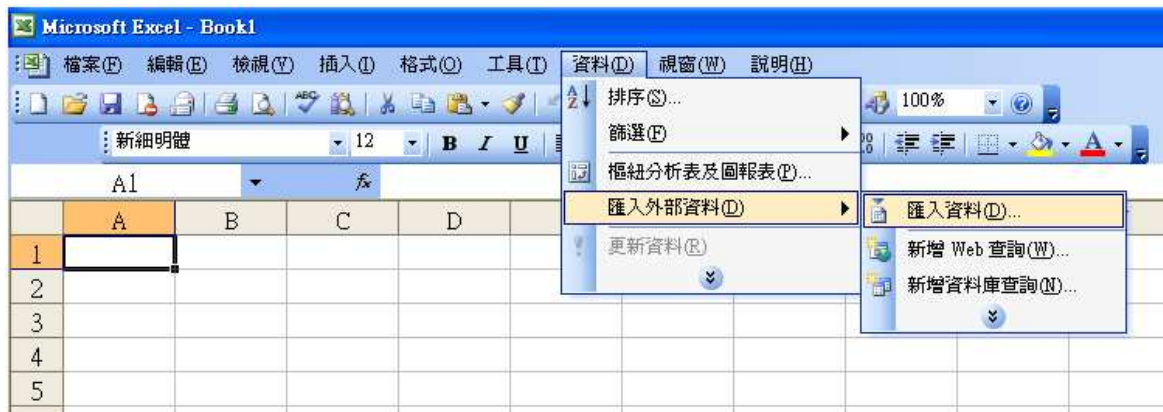 Microsoft Excel - Book1
檔案(F) 編輯(E) 檢視(V) 插入(I) 格式(O) 工具(T) 資料(D) 視窗(W) 說明(H)
排序(S)...
100%
新細明體 12 B I U
篩選(F)
樞紐分析表及圖報表(P)...
A1 fx
匯入外部資料(D)
匯入資料(D)...
A B C D
更新資料(R)
新增 Web 查詢(W)...
新增資料庫查詢(N)...
1
2
3
4
5